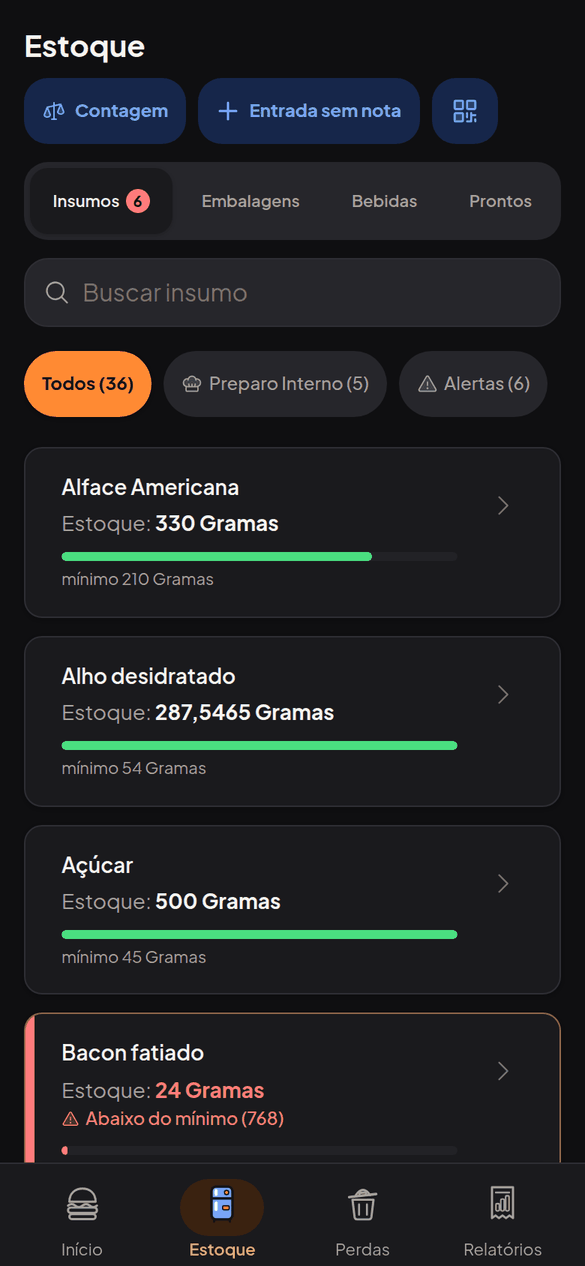 Estoque
Contagem
Entrada sem nota
Insumos 6
Embalagens
Bebidas
Prontos
Buscar insumo
Todos (36)
Preparo Interno (5)
Alertas (6)
Alface Americana
Estoque: 330 Gramas
mínimo 210 Gramas
Alho desidratado
Estoque: 287,5465 Gramas
mínimo 54 Gramas
Açúcar
Estoque: 500 Gramas
mínimo 45 Gramas
Bacon fatiado
Estoque: 24 Gramas
Abaixo do mínimo (768)
Início
Estoque
Perdas
Relatórios